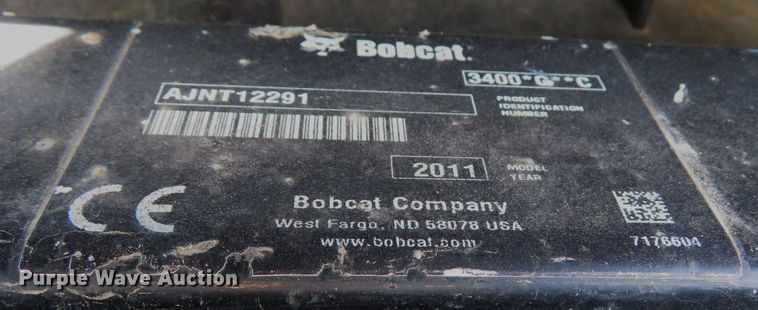 Bobcat.
3400*G**C
AJNT12291
PRODUCT
IDENTIFICATION
NUMBER
2011
MODEL
YEAR
CE
Bobcat Company
West Fargo, ND 58078 USA
www.bobcat.com
7176604
Purple Wave Auction